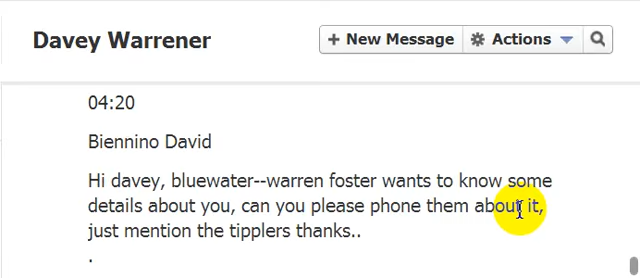 Davey Warrener
+ New Message Actions
04:20
Biennino David
Hi davey, bluewater--warren foster wants to know some
details about you, can you please phone them about it,
just mention the tipplers thanks..
.